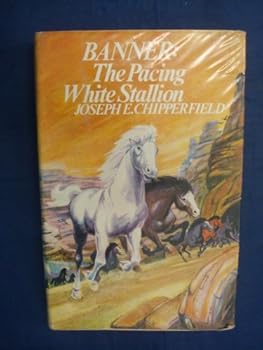 BANNER:
The Pacing
White Stallion
JOSEPH E. CHIPPERFIELD